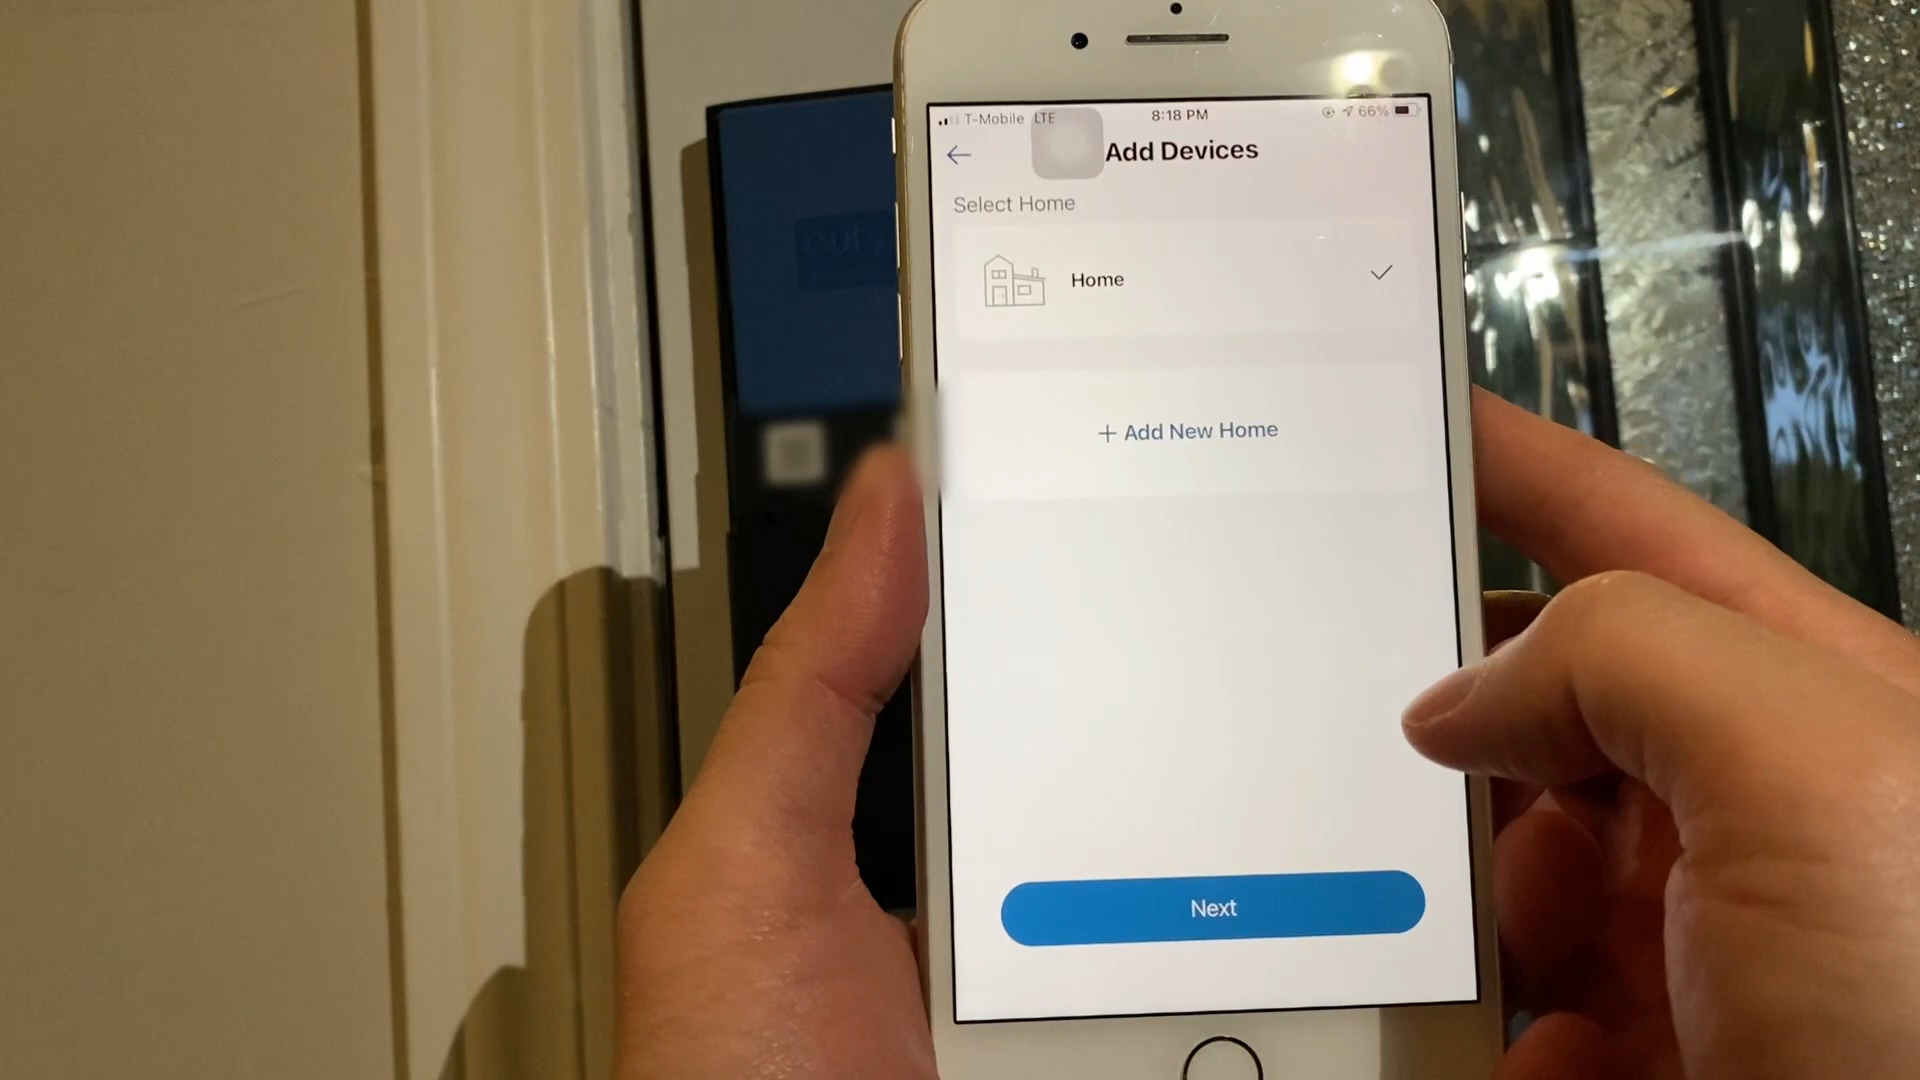 T-Mobile LTE 8:18 PM 66%
Add Devices
Select Home
Home
+ Add New Home
Next